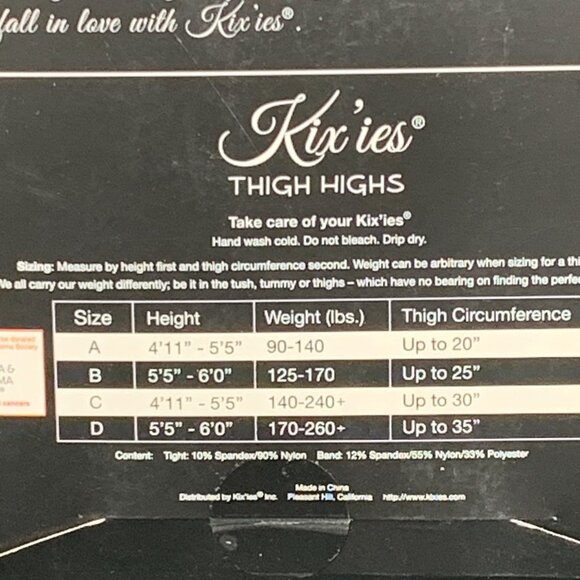 fall in love with Kix'ies®.
Kix'ies®
THIGH HIGHS
Take care of your Kix'ies®
Hand wash cold. Do not bleach. Drip dry.
Sizing: Measure by height first and thigh circumference second. Weight can be arbitrary when sizing for a thi
We all carry our weight differently; be it in the tush, tummy or thighs – which have no bearing on finding the perfe
Size Height Weight (lbs.) Thigh Circumference
A 4'11" - 5'5" 90-140 Up to 20"
B 5'5" - 6'0" 125-170 Up to 25"
C 4'11" - 5'5" 140-240+ Up to 30"
D 5'5" - 6'0" 170-260+ Up to 35"
Content: Tight: 10% Spandex/90% Nylon Band: 12% Spandex/55% Nylon/33% Polyester
Made in China
Distributed by Kix'ies® Inc. Pleasant Hill, California http://www.kixies.com
be donated
Society
A &
MA
cancers